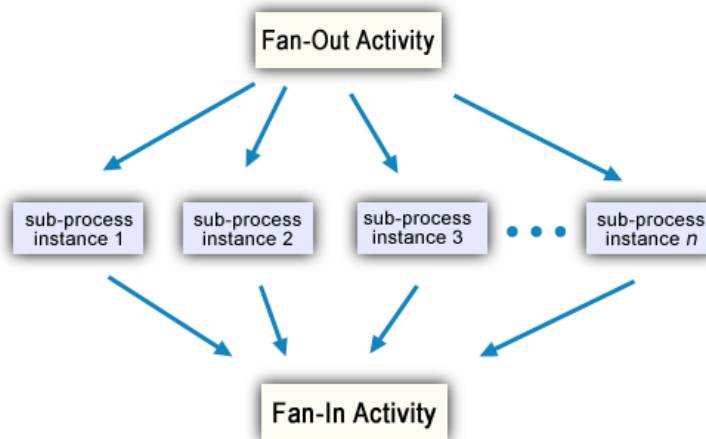 Fan-Out Activity
sub-process
instance 1
sub-process
instance 2
sub-process
instance 3
sub-process
instance n
Fan-In Activity